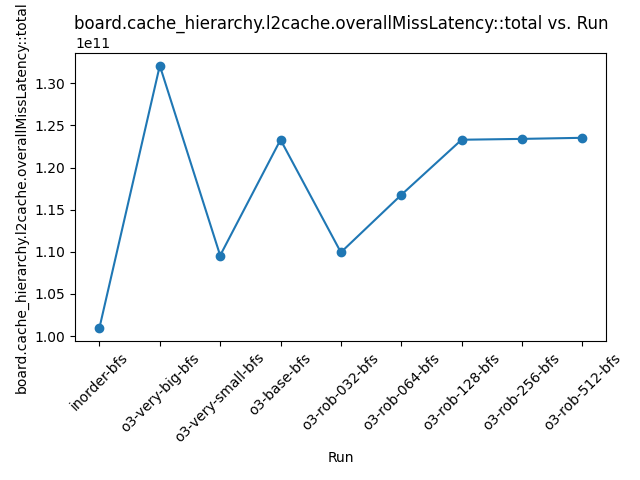 board.cache_hierarchy.l2cache.overallMissLatency::total vs. Run
1e11
board.cache_hierarchy.l2cache.overallMissLatency::total
1.30
1.25
1.20
1.15
1.10
1.05
1.00
inorder-bfs
o3-very-big-bfs
o3-very-small-bfs
o3-base-bfs
o3-rob-032-bfs
o3-rob-064-bfs
o3-rob-128-bfs
o3-rob-256-bfs
o3-rob-512-bfs
Run